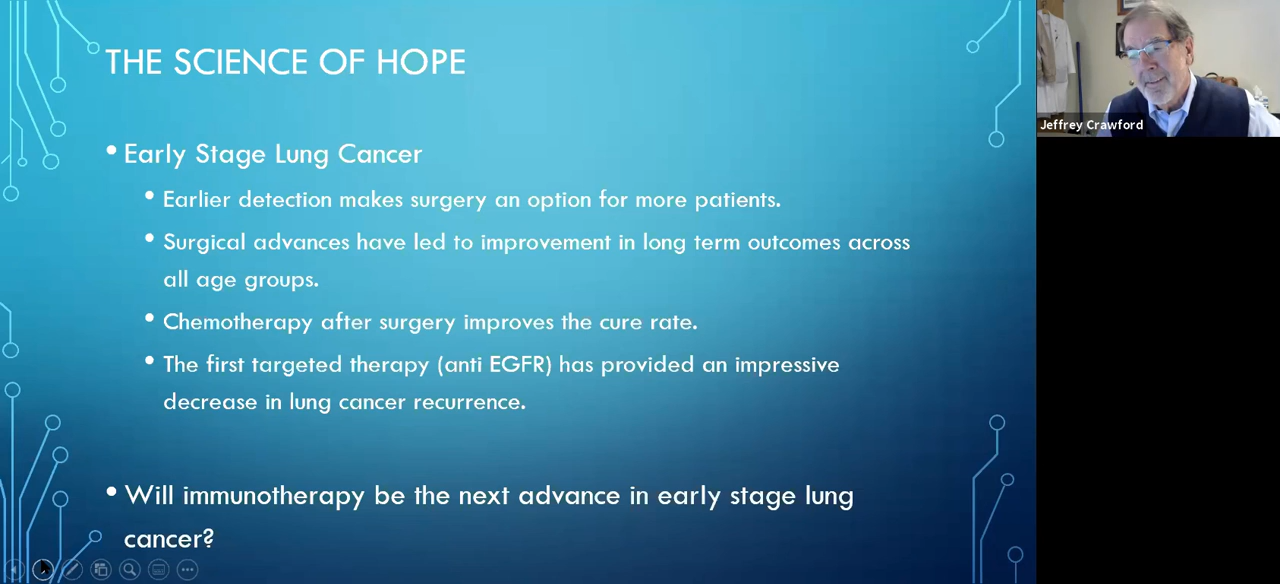 THE SCIENCE OF HOPE
• Early Stage Lung Cancer
• Earlier detection makes surgery an option for more patients.
• Surgical advances have led to improvement in long term outcomes across
all age groups.
• Chemotherapy after surgery improves the cure rate.
• The first targeted therapy (anti EGFR) has provided an impressive
decrease in lung cancer recurrence.
• Will immunotherapy be the next advance in early stage lung
cancer?
Jeffrey Crawford